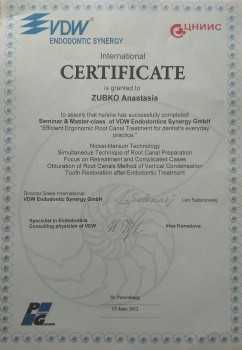 VDW
ЦНИИС
ENDODONTIC SYNERGY
International
CERTIFICATE
is granted to
ZUBKO Anastasia
to assure that he/she has successfully completed
Seminar & Master-class of VDW Endodontics Synergy GmbH
"Efficient Ergonomic Root Canal Treatment for dentist's everyday
practice."
Nickel-titanium Technology
Simultaneous Technique of Root Canal Preparation
Focus on Retreatment and Complicated Cases
Obturation of Root Canals Method of Vertical Condensation
Tooth Restoration after Endodontic Treatment
Director Sales International
VDW Endodontic Synergy GmbH
Specialist in Endodontics
Consulting physician of VDW
St. Petersburg